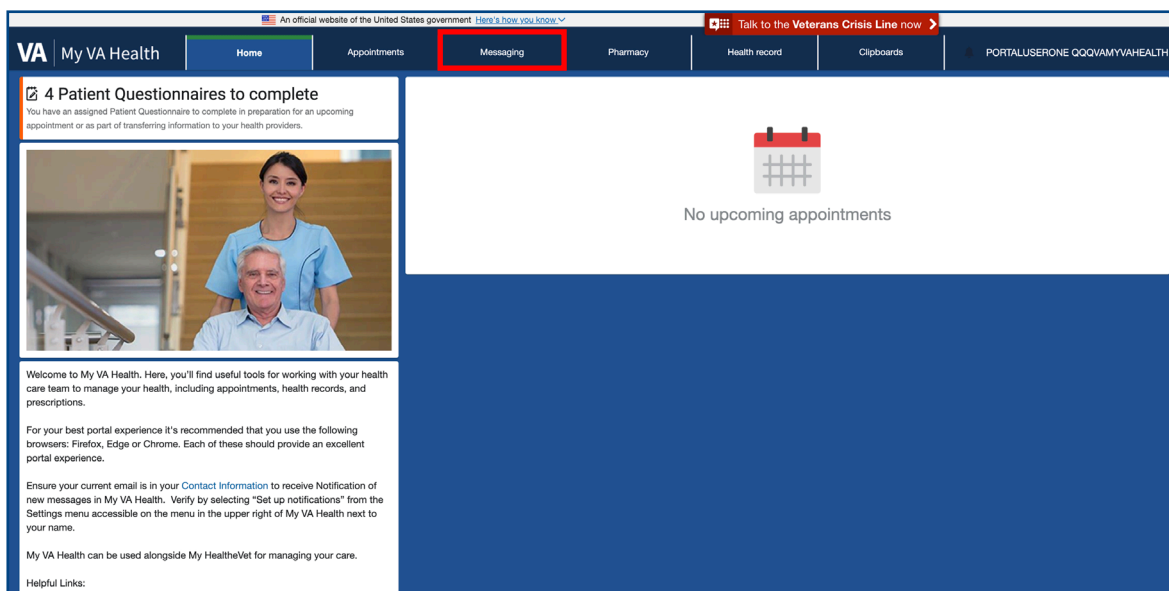 An official website of the United States government Here's how you know
Talk to the Veterans Crisis Line now
VA My VA Health
Home
Appointments
Messaging
Pharmacy
Health record
Clipboards
PORTALUSERONE QQQVAMYVAHEALTH
4 Patient Questionnaires to complete
You have an assigned Patient Questionnaire to complete in preparation for an upcoming
appointment or as part of transferring information to your health providers.
No upcoming appointments
Welcome to My VA Health. Here, you'll find useful tools for working with your health
care team to manage your health, including appointments, health records, and
prescriptions.
For your best portal experience it's recommended that you use the following
browsers: Firefox, Edge or Chrome. Each of these should provide an excellent
portal experience.
Ensure your current email is in your Contact Information to receive Notification of
new messages in My VA Health. Verify by selecting “Set up notifications” from the
Settings menu accessible on the menu in the upper right of My VA Health next to
your name.
My VA Health can be used alongside My HealtheVet for managing your care.
Helpful Links: